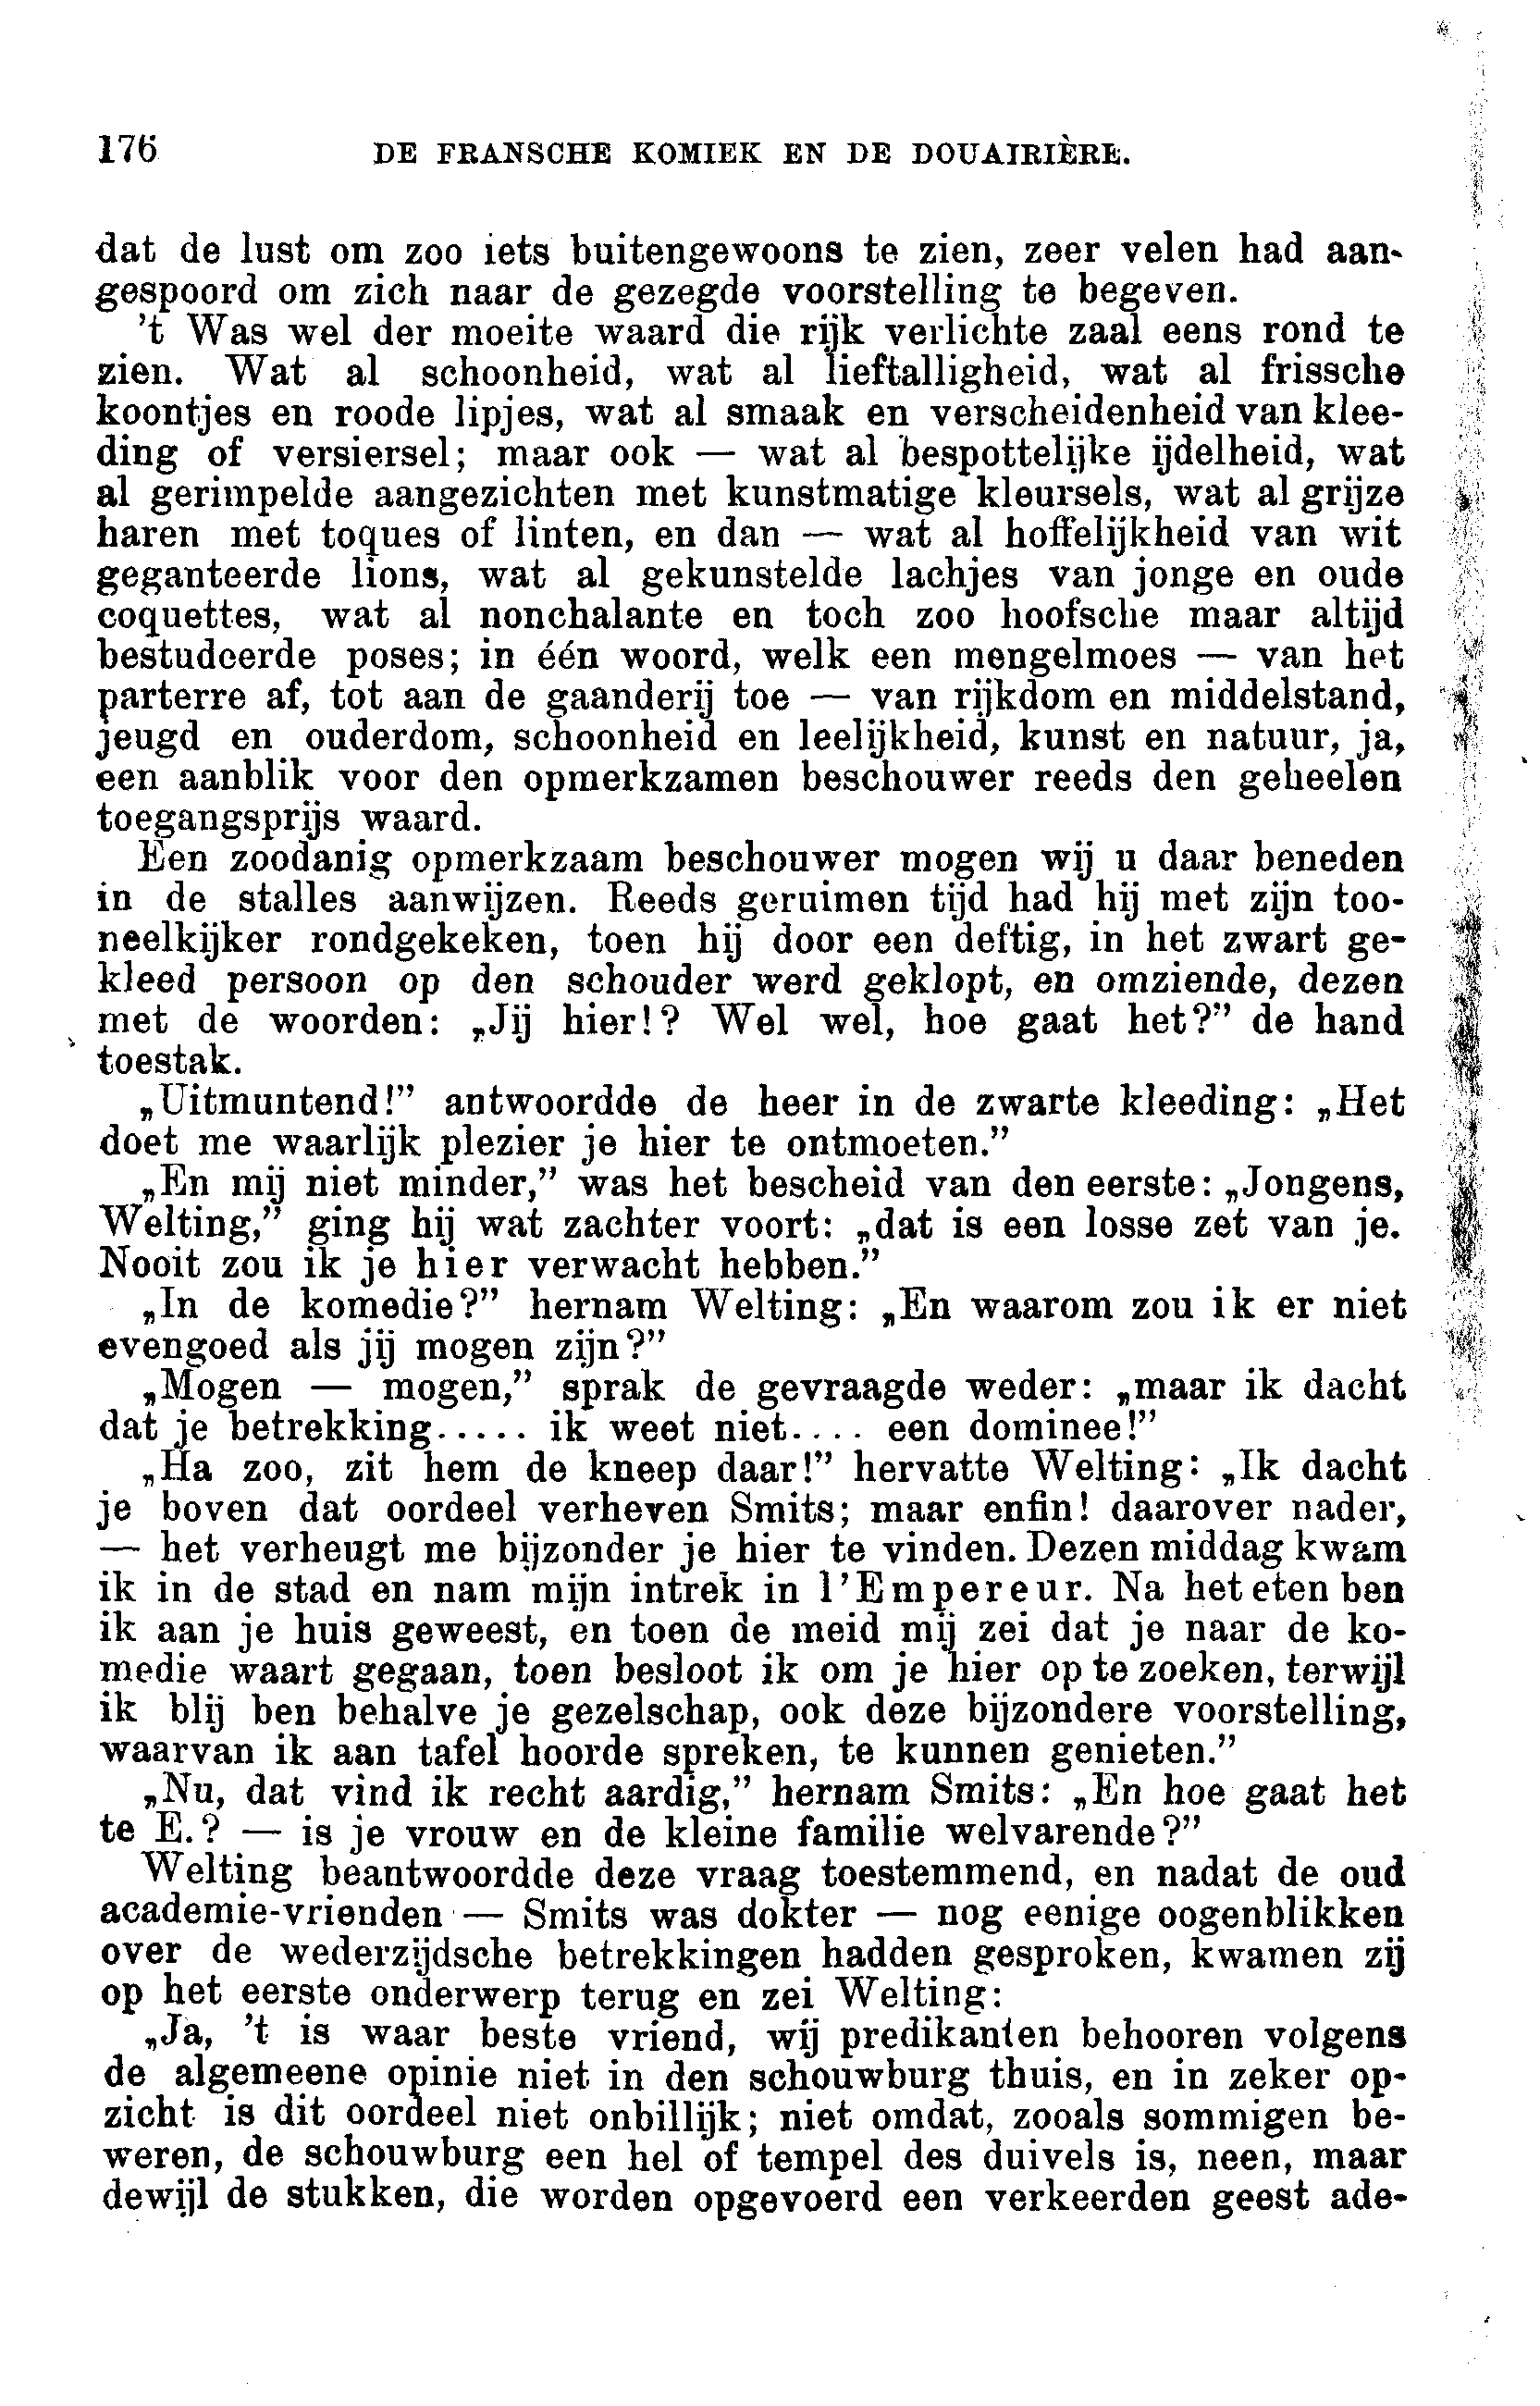 176 DE FRANSCHE KOMIEK EN DE DOUAIRIÈRE.
dat de lust om zoo iets buitengewoons te zien, zeer velen had aan-
gespoord om zich naar de gezegde voorstelling te begeven.
't Was wel der moeite waard die rijk verlichte zaal eens rond te
zien. Wat al schoonheid, wat al lieftalligheid, wat al frissche
koontjes en roode lipjes, wat al smaak en verscheidenheid van klee-
ding of versiersel; maar ook — wat al bespottelijke ijdelheid, wat
al gerimpelde aangezichten met kunstmatige kleursels, wat al grijze
haren met toques of linten, en dan — wat al hoffelijkheid van wit
geganteerde lions, wat al gekunstelde lachjes van jonge en oude
coquettes, wat al nonchalante en toch zoo hoofsche maar altijd
bestudeerde poses; in één woord, welk een mengelmoes — van het
parterre af, tot aan de gaanderij toe — van rijkdom en middelstand,
jeugd en ouderdom, schoonheid en leelijkheid, kunst en natuur, ja,
een aanblik voor den opmerkzamen beschouwer reeds den geheelen
toegangsprijs waard.
Een zoodanig opmerkzaam beschouwer mogen wij u daar beneden
in de stalles aanwijzen. Reeds geruimen tijd had hij met zijn too-
neelkijker rondgekeken, toen hij door een deftig, in het zwart ge-
kleed persoon op den schouder werd geklopt, en omziende, dezen
met de woorden: „Jij hier!? Wel wel, hoe gaat het?” de hand
toestak.
„Uitmuntend!” antwoordde de heer in de zwarte kleeding: „Het
doet me waarlijk plezier je hier te ontmoeten.”
„En mij niet minder,” was het bescheid van den eerste: „Jongens,
Welting,” ging hij wat zachter voort: „dat is een losse zet van je.
Nooit zou ik je hier verwacht hebben.”
„In de komedie?” hernam Welting: „En waarom zou ik er niet
evengoed als jij mogen zijn?”
„Mogen — mogen,” sprak de gevraagde weder: „maar ik dacht
dat je betrekking..... ik weet niet.... een dominee!”
„Ha zoo, zit hem de kneep daar!” hervatte Welting: „Ik dacht
je boven dat oordeel verheven Smits; maar enfin! daarover nader,
— het verheugt me bijzonder je hier te vinden. Dezen middag kwam
ik in de stad en nam mijn intrek in l'Empereur. Na het eten ben
ik aan je huis geweest, en toen de meid mij zei dat je naar de ko-
medie waart gegaan, toen besloot ik om je hier op te zoeken, terwijl
ik blij ben behalve je gezelschap, ook deze bijzondere voorstelling,
waarvan ik aan tafel hoorde spreken, te kunnen genieten.”
„Nu, dat vind ik recht aardig,” hernam Smits: „En hoe gaat het
te E.? — is je vrouw en de kleine familie welvarende?”
Welting beantwoordde deze vraag toestemmend, en nadat de oud
academie-vrienden — Smits was dokter — nog eenige oogenblikken
over de wederzijdsche betrekkingen hadden gesproken, kwamen zij
op het eerste onderwerp terug en zei Welting:
„Ja, 't is waar beste vriend, wij predikanten behooren volgens
de algemeene opinie niet in den schouwburg thuis, en in zeker op-
zicht is dit oordeel niet onbillijk; niet omdat, zooals sommigen be-
weren, de schouwburg een hel of tempel des duivels is, neen, maar
dewijl de stukken, die worden opgevoerd een verkeerden geest ade-